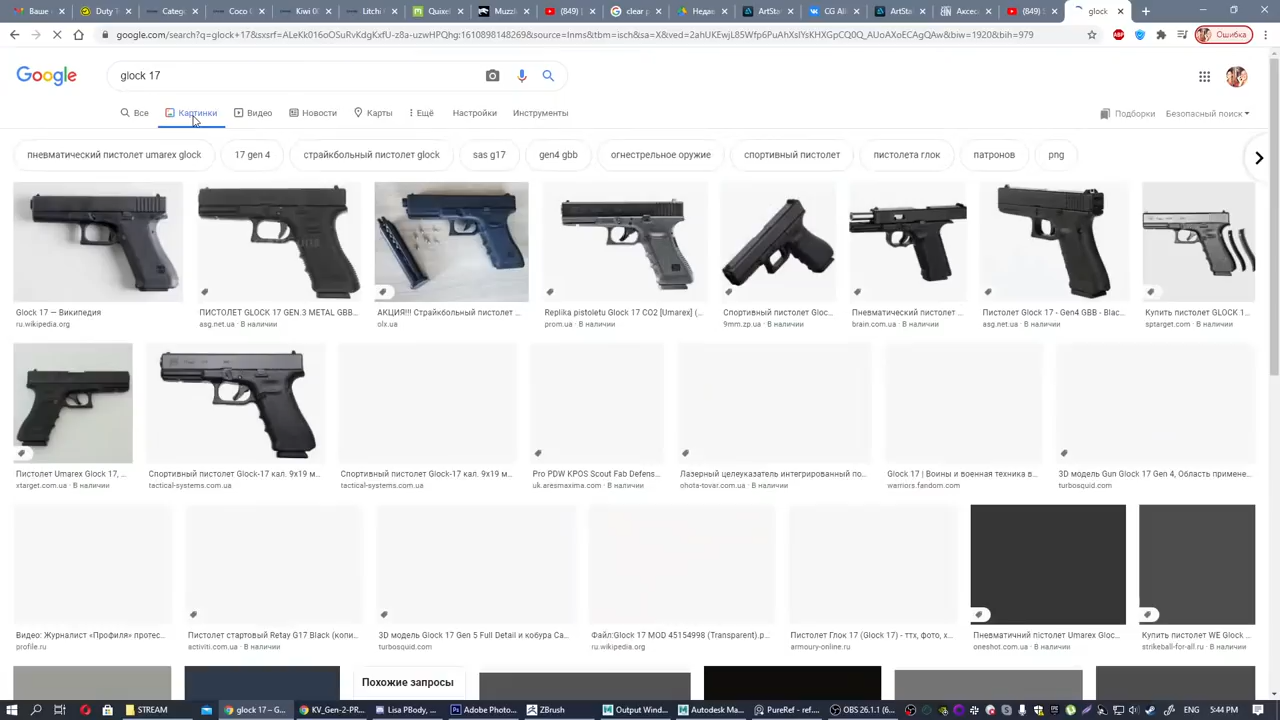 Baue
Писто
Coco
Kiwi 0
Litchi
Quixe
Muzzl
(849)
clear p
Недав
ArtSta
GG Ali
ArtSta
(849)
glock
google.com/search?q=glock+17&sxsrf=ALeKk016oOSuRvKdgKxfU-z8a-uzwHPQhg:1610898148269&source=lnms&tbm=isch&sa=X&ved=2ahUKEwjL85Wfp6PuAhXsIYsKHXGpCQ0Q_AUoAXoECAgQAw&biw=1920&bih=979
Ошибка
Google
glock 17
Все
Картинки
Видео
Новости
Карты
Ещё
Настройки
Инструменты
Подборки
Безопасный поиск
пневматический пистолет umarex glock
17 gen 4
страйкбольный пистолет glock
sas g17
gen4 gbb
огнестрельное оружие
спортивный пистолет
пистолета глок
патронов
png
Glock 17 — Википедия
ПИСТОЛЕТ GLOCK 17 GEN.3 METAL GBB...
АКЦИЯ!!! Страйкбольный пистолет ...
Replika pistoletu Glock 17 CO2 [Umarex] (...
Спортивный пистолет Gloc...
Пневматический пистолет ...
Пистолет Glock 17 - Gen4 GBB - Blac...
Купить пистолет GLOCK 1...
ru.wikipedia.org
asg.net.ua · В наличии
olx.ua
prom.ua · В наличии
9mm.zp.ua · В наличии
brain.com.ua · В наличии
asg.net.ua · В наличии
sptarget.com · В наличии
Пистолет Umarex Glock 17, ...
Спортивный пистолет Glock-17 кал. 9х19 м...
Спортивный пистолет Glock-17 кал. 9х19 м...
Pro PDW KPOS Scout Fab Defens...
Лазерный целеуказатель интегрированный по...
Glock 17 | Воины и военная техника в...
3D модель Gun Glock 17 Gen 4, Область примене...
xtarget.com.ua · В наличии
tactical-systems.com.ua
tactical-systems.com.ua
uk.aresmaxima.com · В наличии
ohota-tovar.com.ua · В наличии
warriors.fandom.com
turbosquid.com
Видео: Журналист «Профиля» протес...
Пистолет стартовый Retay G17 Black (копи...
3D модель Glock 17 Gen 5 Full Detail и кобура Ca...
Файл:Glock 17 MOD 45154998 (Transparent).p...
Пистолет Глок 17 (Glock 17) - ттх, фото, х...
Пневматичний пістолет Umarex Gloc...
Купить пистолет WE Glock ...
profile.ru
activiti.com.ua · В наличии
turbosquid.com
ru.wikipedia.org
armoury-online.ru
oneshot.com.ua · В наличии
strikeball-for-all.ru · В наличии
Похожие запросы
STREAM
glock 17 – G...
KV_Gen-2-PR...
Lisa PBody, ...
Adobe Photo...
ZBrush
Output Wind...
Autodesk Ma...
PureRef - ref...
OBS 26.1.1 (6...
5:44 PM